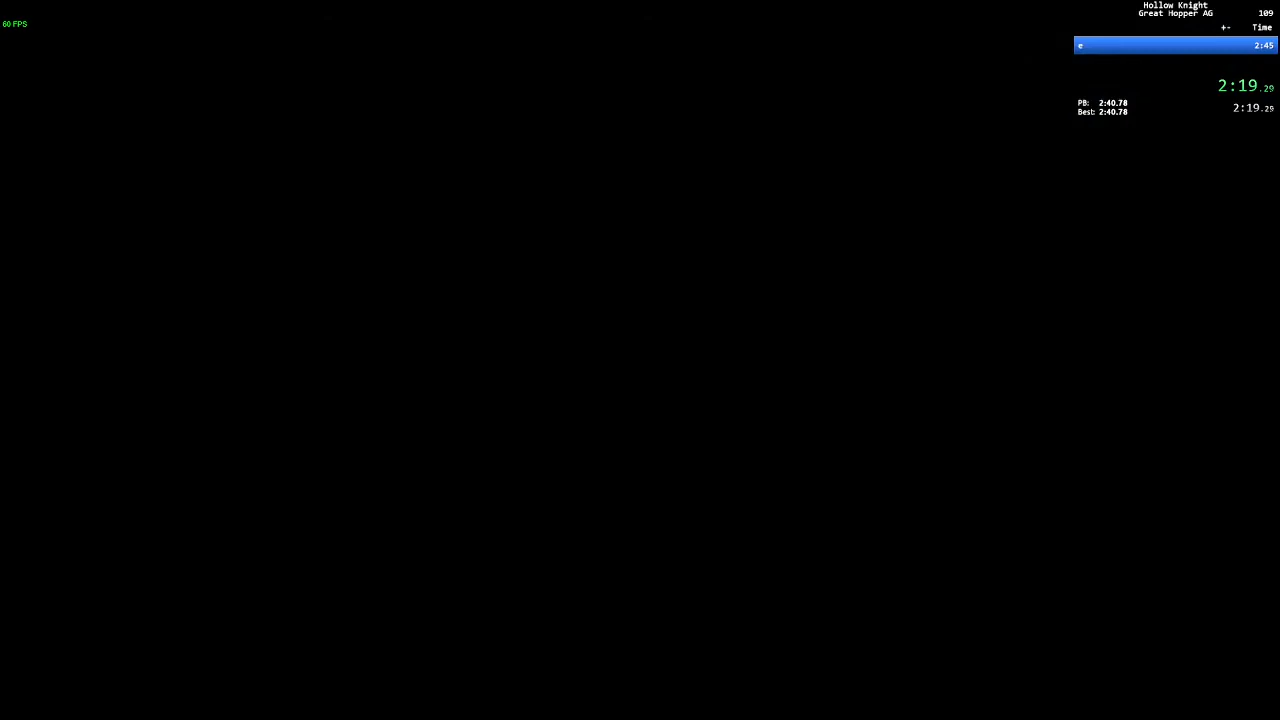 60 FPS
Hollow Knight
Great Hopper AG 109
+- Time
e 2:45
2:19.29
PB: 2:40.78
Best: 2:40.78
2:19.29